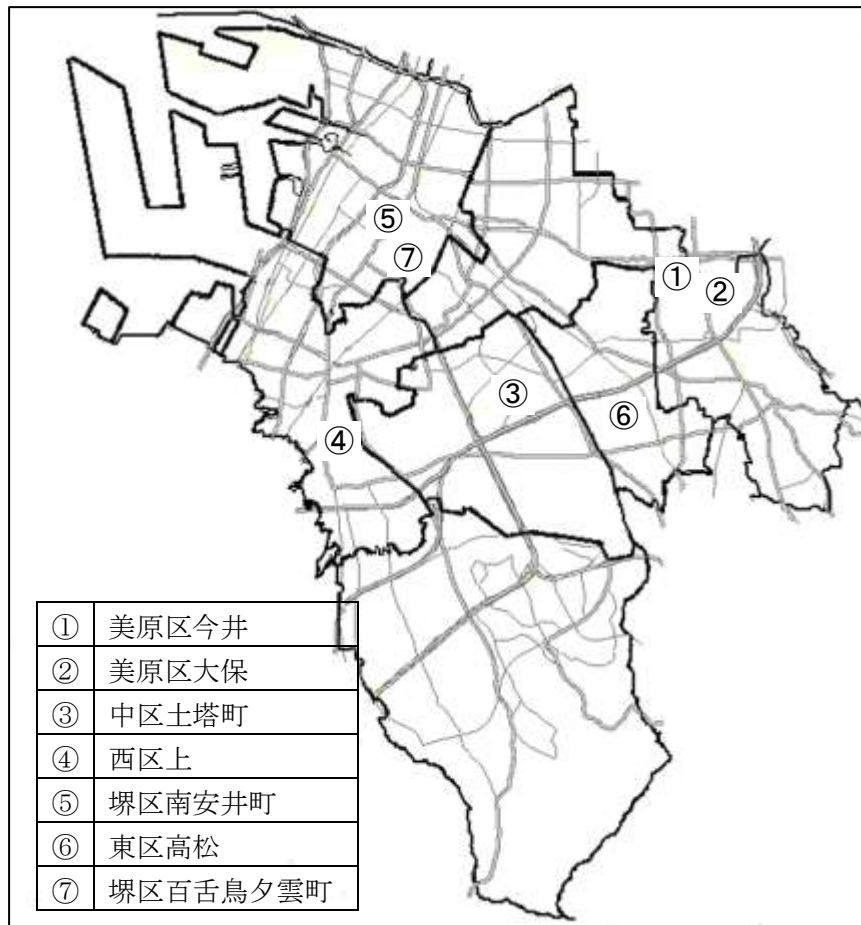 ⑤
⑦
①
②
③
⑥
④
① 美原区今井
② 美原区大保
③ 中区土塔町
④ 西区上
⑤ 堺区南安井町
⑥ 東区高松
⑦ 堺区百舌鳥夕雲町